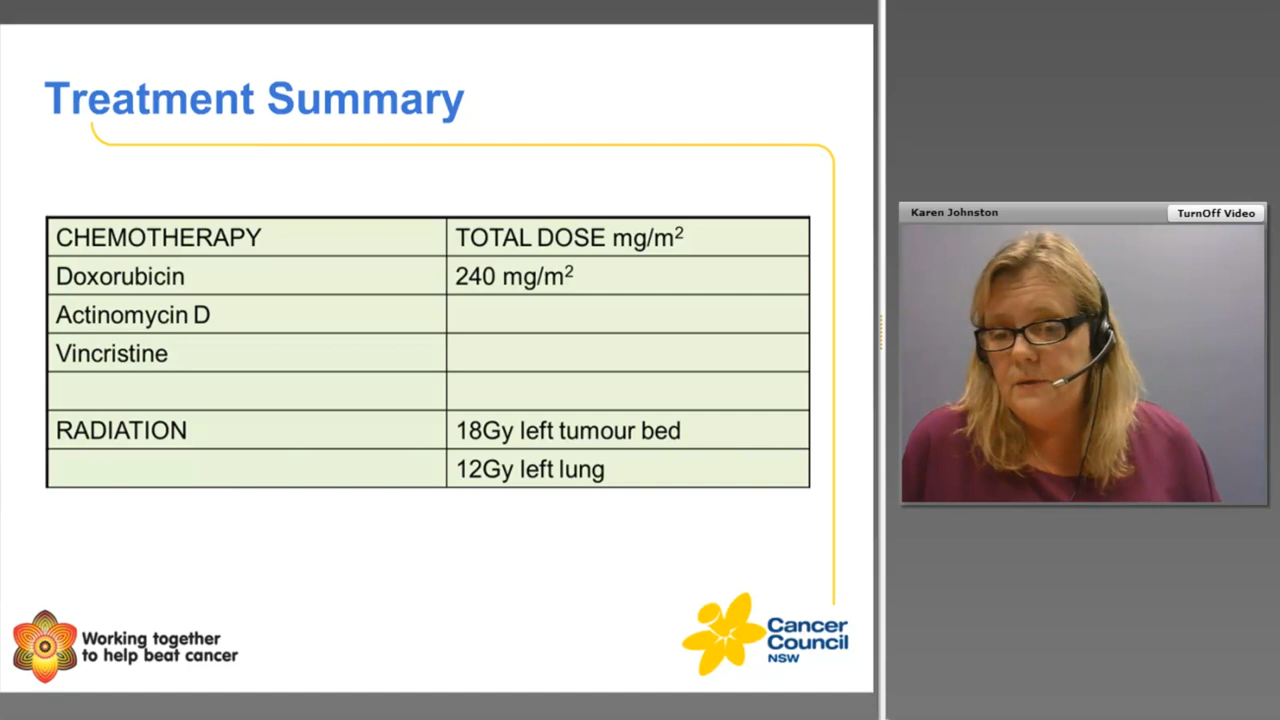 Treatment Summary
CHEMOTHERAPY TOTAL DOSE mg/m²
Doxorubicin 240 mg/m²
Actinomycin D
Vincristine
RADIATION 18Gy left tumour bed
12Gy left lung
Working together
to help beat cancer
Cancer
Council
NSW
Karen Johnston
TurnOff Video